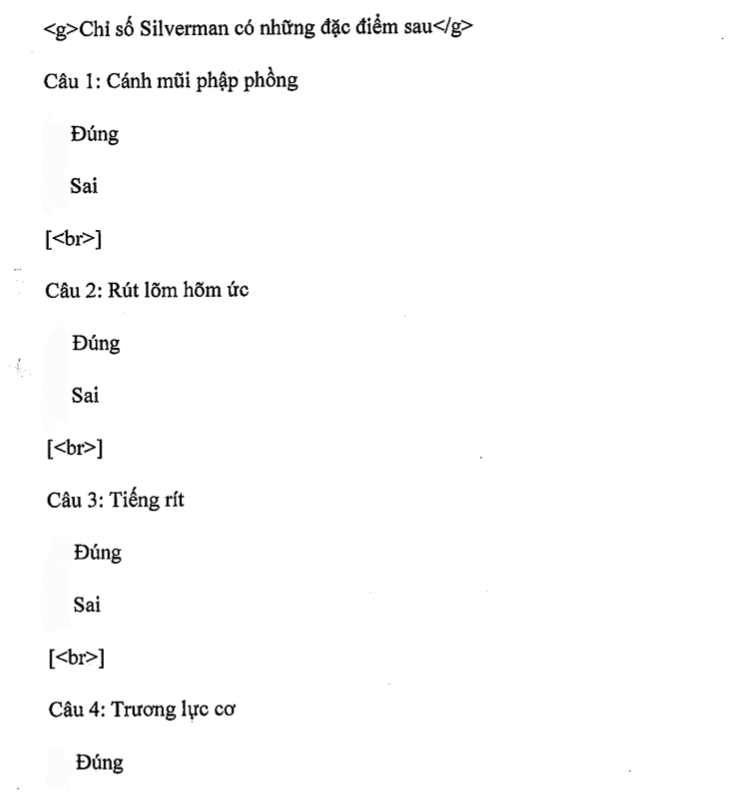 <g>Chỉ số Silverman có những đặc điểm sau</g>
Câu 1: Cánh mũi phập phồng
Đúng
Sai
[<br>]
Câu 2: Rút lõm hõm ức
Đúng
Sai
[<br>]
Câu 3: Tiếng rít
Đúng
Sai
[<br>]
Câu 4: Trương lực cơ
Đúng